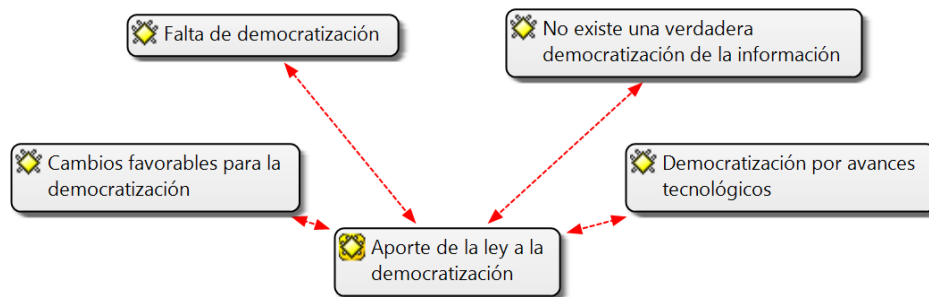 Falta de democratización
No existe una verdadera
democratización de la información
Cambios favorables para la
democratización
Democratización por avances
tecnológicos
Aporte de la ley a la
democratización